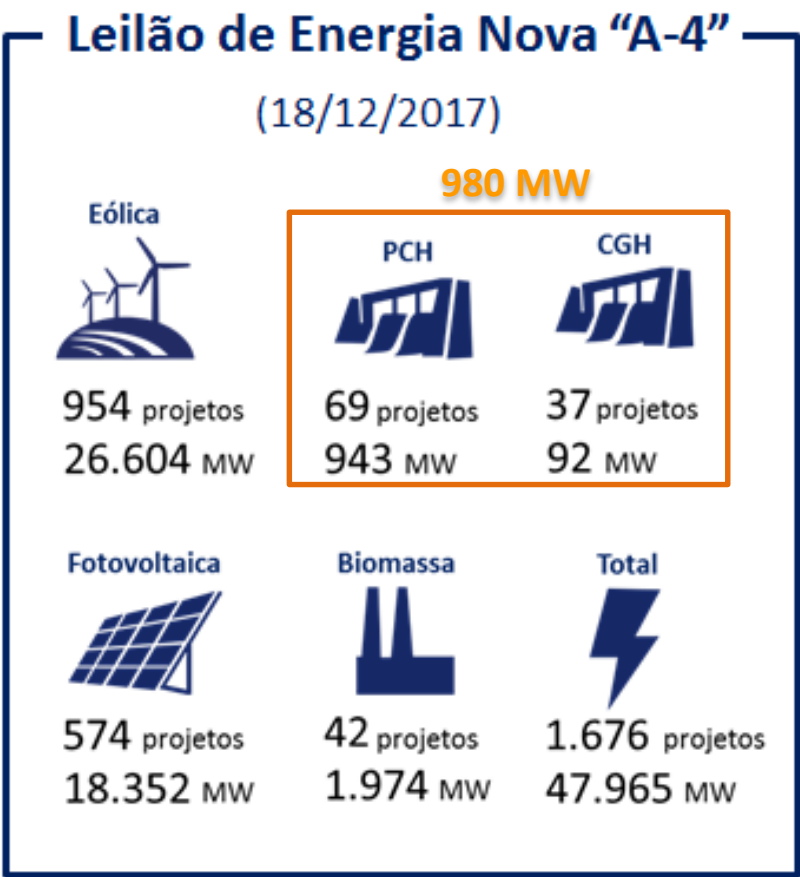 Leilão de Energia Nova “A-4”
(18/12/2017)
980 MW
Eólica
954 projetos
26.604 MW
PCH
69 projetos
943 MW
CGH
37 projetos
92 MW
Fotovoltaica
574 projetos
18.352 MW
Biomassa
42 projetos
1.974 MW
Total
1.676 projetos
47.965 MW